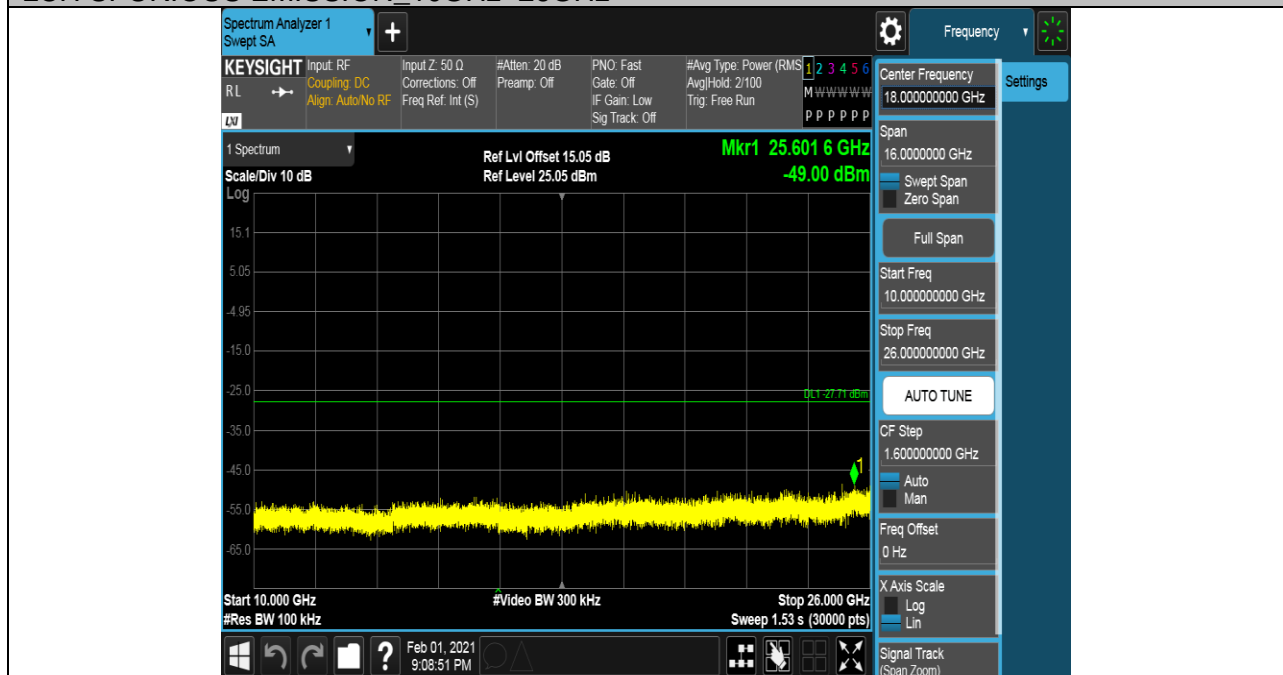 Spectrum Analyzer 1
Swept SA
Frequency
KEYSIGHT
RL
LXI
Input: RF
Coupling: DC
Align: Auto/No RF
Input Z: 50 Ω
Corrections: Off
Freq Ref: Int (S)
#Atten: 20 dB
Preamp: Off
PNO: Fast
Gate: Off
IF Gain: Low
Sig Track: Off
#Avg Type: Power (RMS
Avg|Hold: 2/100
Trig: Free Run
1 2 3 4 5 6
M W W W W W
P P P P P P
1 Spectrum
Scale/Div 10 dB
Ref Lvl Offset 15.05 dB
Ref Level 25.05 dBm
Mkr1 25.601 6 GHz
-49.00 dBm
Log
15.1
5.05
-4.95
-15.0
-25.0
DL1 -27.71 dBm
-35.0
-45.0
1
-55.0
-65.0
Start 10.000 GHz
#Res BW 100 kHz
#Video BW 300 kHz
Stop 26.000 GHz
Sweep 1.53 s (30000 pts)
?
Feb 01, 2021
9:08:51 PM
Center Frequency
18.000000000 GHz
Settings
Span
16.0000000 GHz
Swept Span
Zero Span
Full Span
Start Freq
10.000000000 GHz
Stop Freq
26.000000000 GHz
AUTO TUNE
CF Step
1.600000000 GHz
Auto
Man
Freq Offset
0 Hz
X Axis Scale
Log
Lin
Signal Track
(Span Zoom)